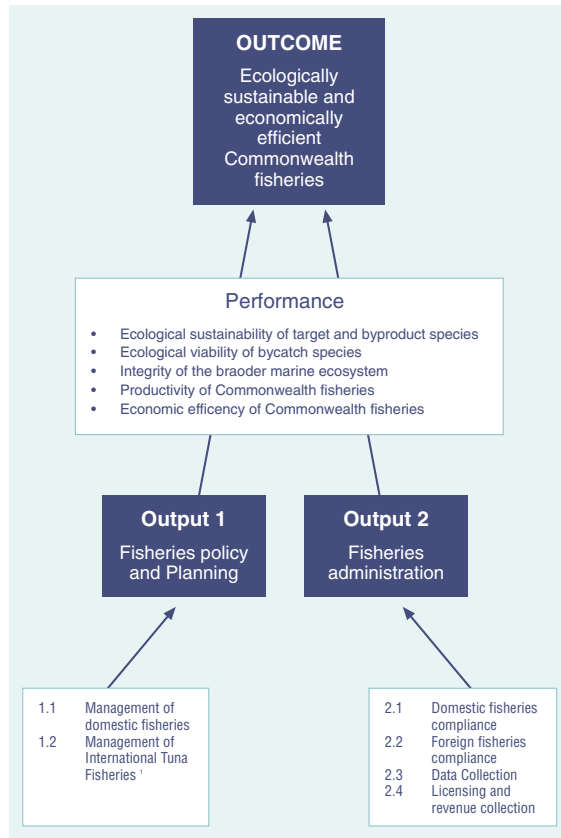 OUTCOME
Ecologically
sustainable and
economically
efficient
Commonwealth
fisheries
Performance
• Ecological sustainability of target and byproduct species
• Ecological viability of bycatch species
• Integrity of the braoder marine ecosystem
• Productivity of Commonwealth fisheries
• Economic efficency of Commonwealth fisheries
Output 1
Fisheries policy
and Planning
Output 2
Fisheries
administration
1.1 Management of
domestic fisheries
1.2 Management of
International Tuna
Fisheries ¹
2.1 Domestic fisheries
compliance
2.2 Foreign fisheries
compliance
2.3 Data Collection
2.4 Licensing and
revenue collection